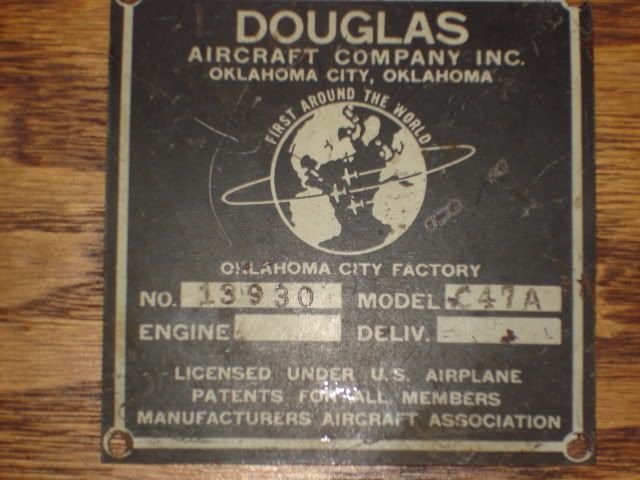 DOUGLAS
AIRCRAFT COMPANY INC.
OKLAHOMA CITY, OKLAHOMA
FIRST AROUND THE WORLD
OKLAHOMA CITY FACTORY
NO. 13930 MODEL C47A
ENGINE DELIV.
LICENSED UNDER U.S. AIRPLANE
PATENTS FOR ALL MEMBERS
MANUFACTURERS AIRCRAFT ASSOCIATION